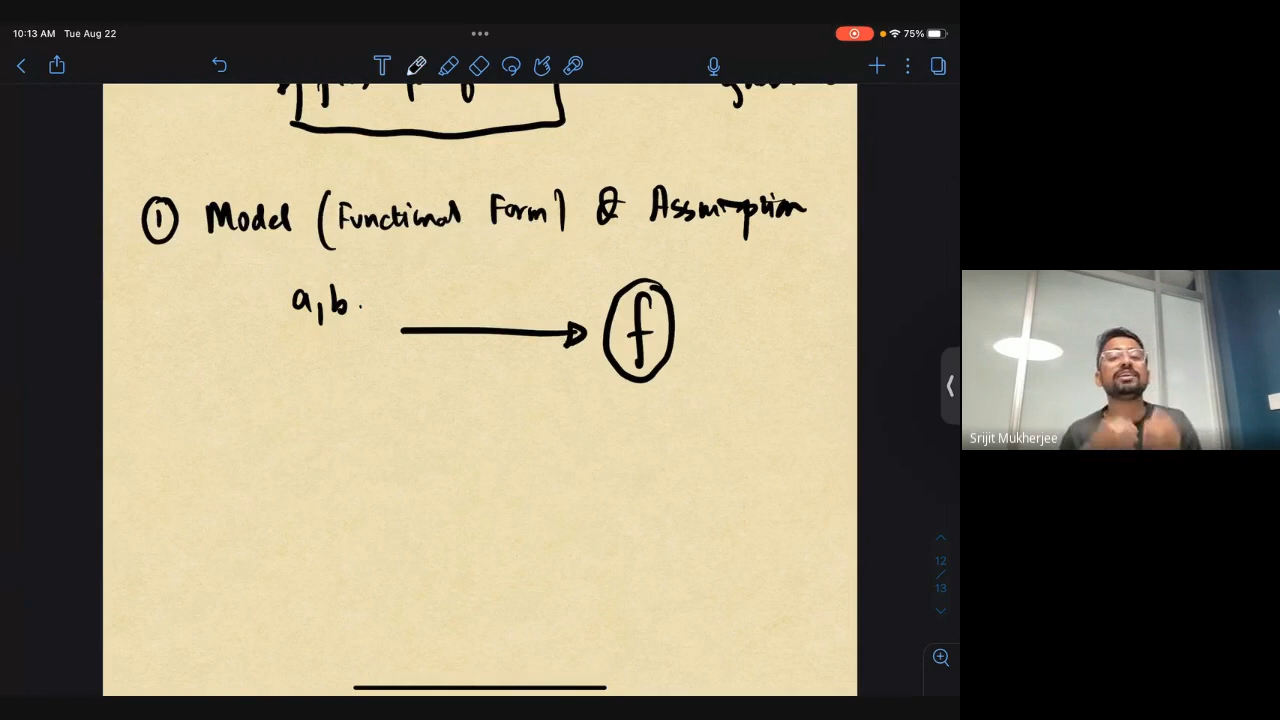 10:13 AM Tue Aug 22
75%
① Model (Functional Form) & Assumption
a, b.
f
12
/
13
Srijit Mukherjee